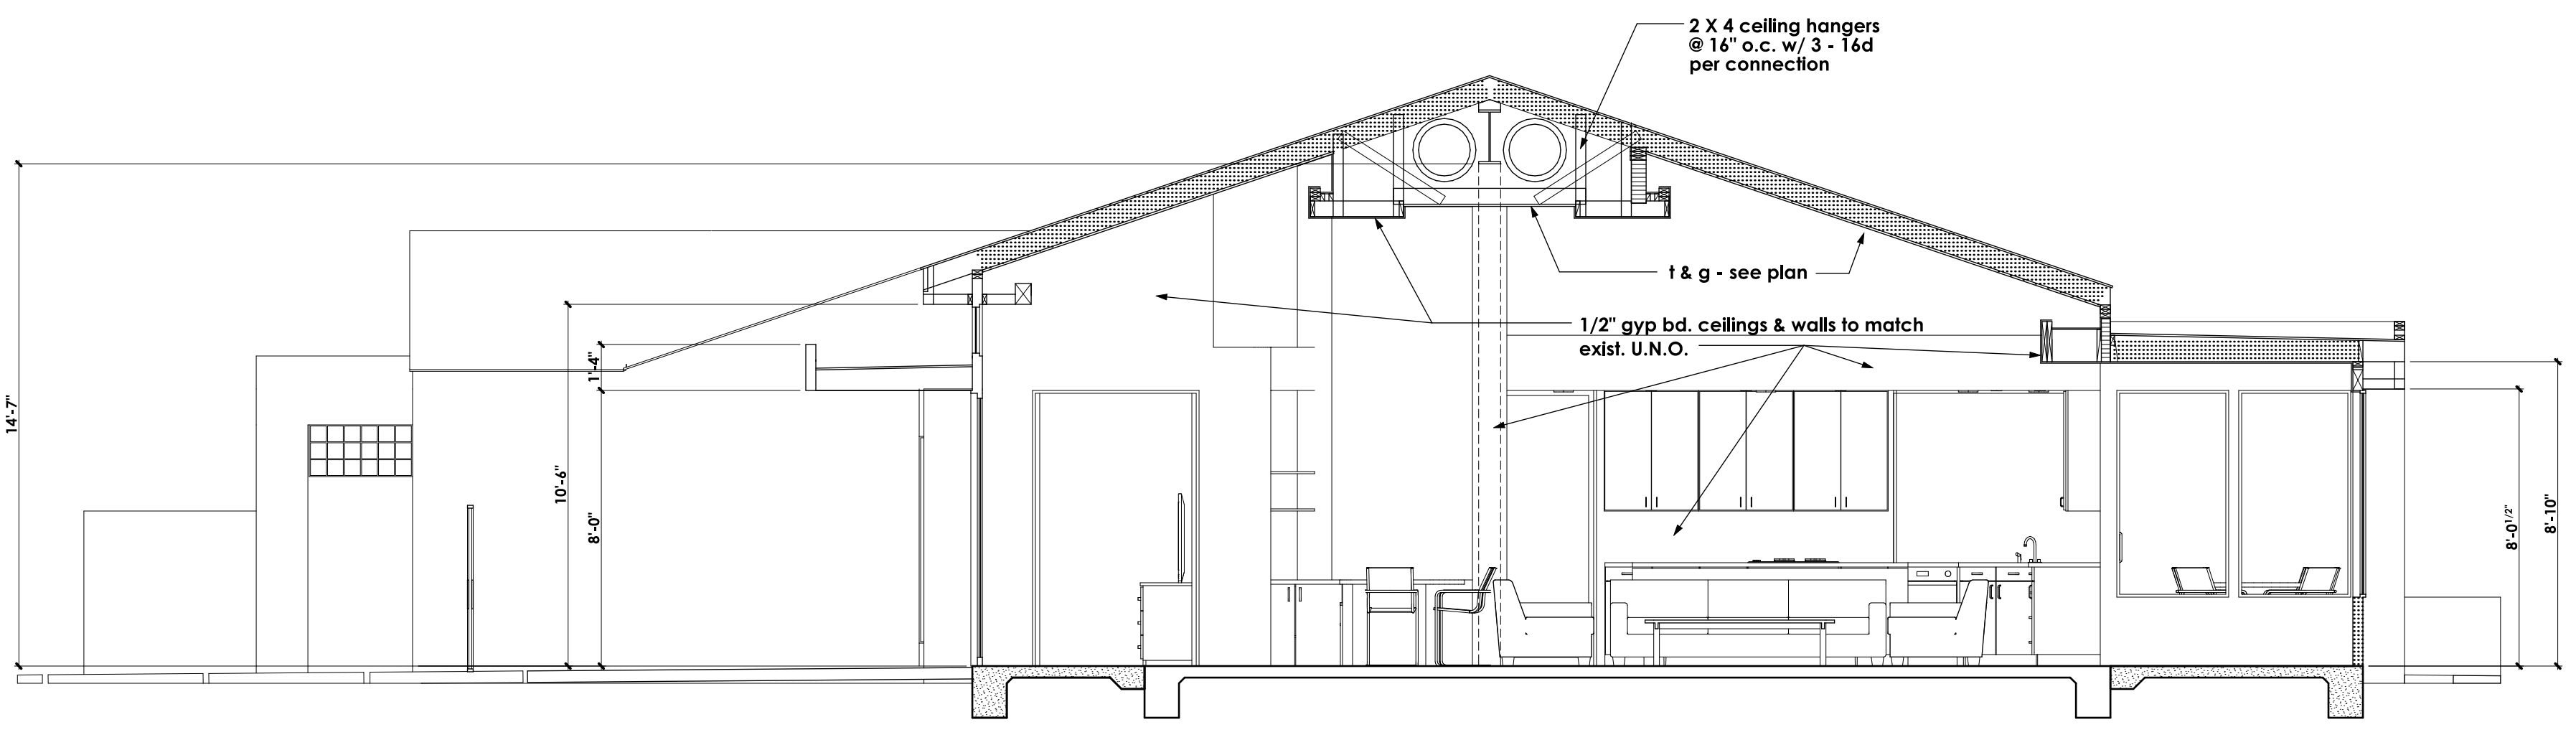 2 X 4 ceiling hangers
@ 16" o.c. w/ 3 - 16d
per connection
t & g - see plan
1/2" gyp bd. ceilings & walls to match
exist. U.N.O.
14'-7"
10'-6"
1'-4"
8'-0"
8'-0 1/2"
8'-10"